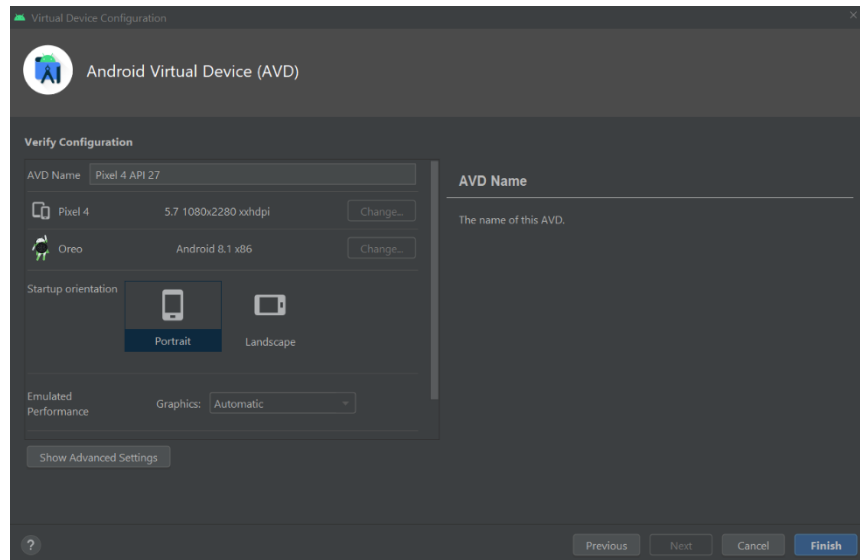 Virtual Device Configuration
Android Virtual Device (AVD)
Verify Configuration
AVD Name Pixel 4 API 27
Pixel 4 5.7 1080x2280 xxhdpi Change...
Oreo Android 8.1 x86 Change...
Startup orientation
Portrait Landscape
Emulated
Performance Graphics: Automatic
Show Advanced Settings
AVD Name
The name of this AVD.
? Previous Next Cancel Finish